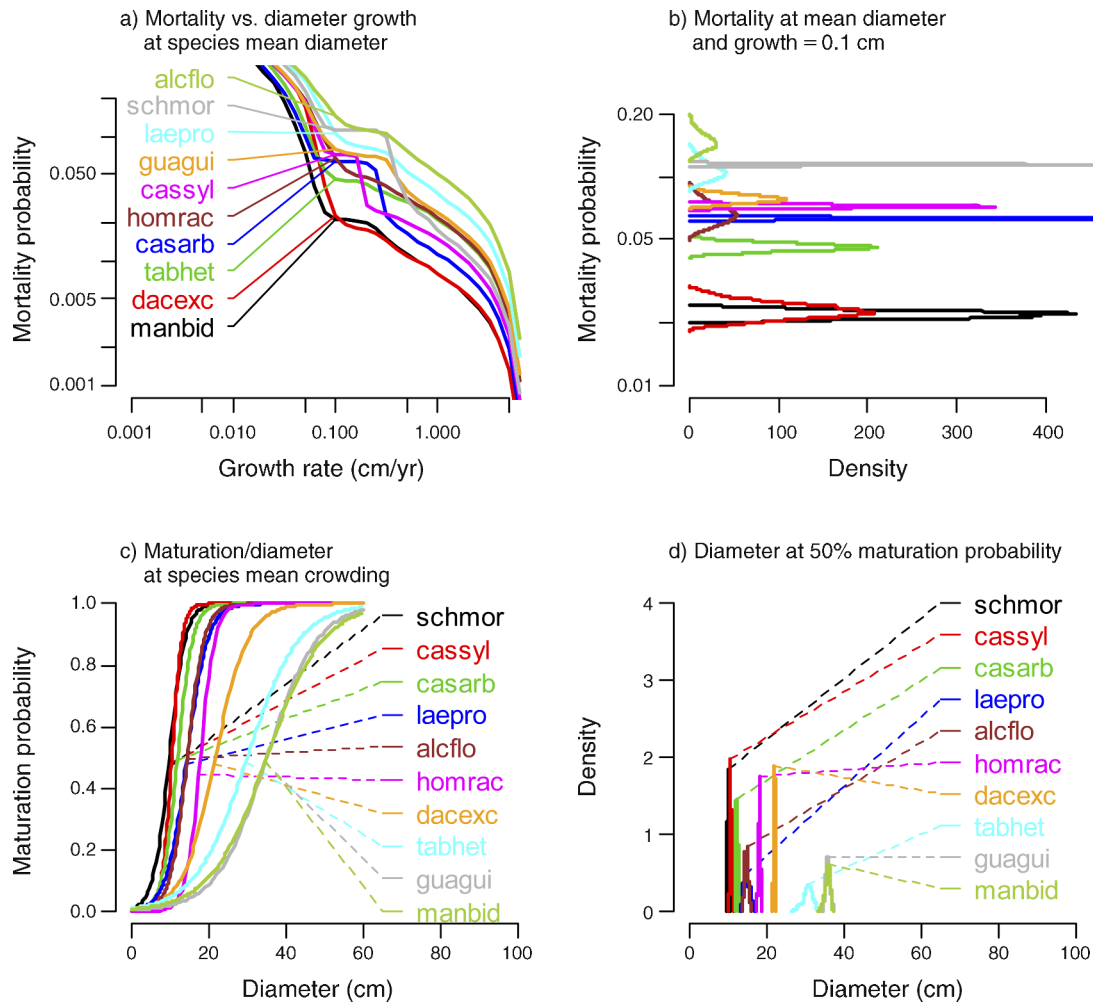 a) Mortality vs. diameter growth
at species mean diameter
Mortality probability
0.050
0.005
0.001
alcflo
schmor
laepro
guagui
cassyl
homrac
casarb
tabhet
dacexc
manbid
0.001 0.010 0.100 1.000
Growth rate (cm/yr)
b) Mortality at mean diameter
and growth = 0.1 cm
Mortality probability
0.20
0.05
0.01
0 100 200 300 400
Density
c) Maturation/diameter
at species mean crowding
Maturation probability
1.0
0.8
0.6
0.4
0.2
0.0
schmor
cassyl
casarb
laepro
alcflo
homrac
dacexc
tabhet
guagui
manbid
0 20 40 60 80 100
Diameter (cm)
d) Diameter at 50% maturation probability
Density
4
3
2
1
0
schmor
cassyl
casarb
laepro
alcflo
homrac
dacexc
tabhet
guagui
manbid
0 20 40 60 80 100
Diameter (cm)